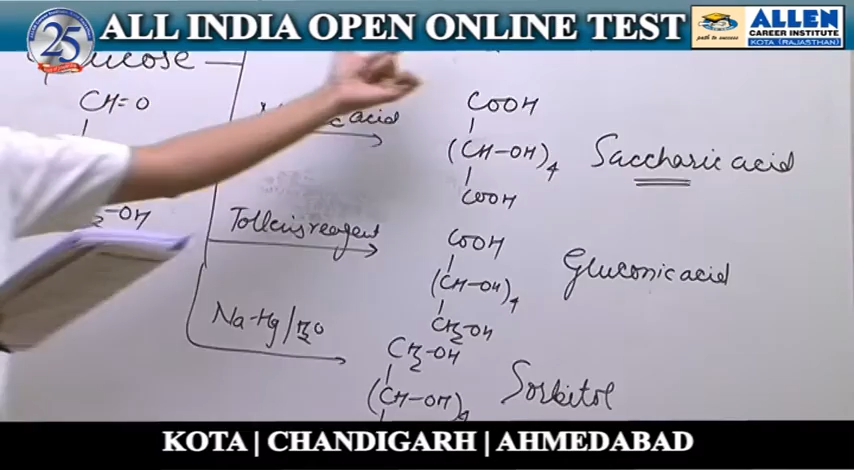 25
ALL INDIA OPEN ONLINE TEST
path to success
ALLEN
CAREER INSTITUTE
KOTA (RAJASTHAN)
CH=O
acid
COOH
(CH-OH)4
COOH
Saccharic acid
-OH
Tollen's reagent
COOH
(CH-OH)4
CH2-OH
Gluconic acid
Na-Hg/H2O
CH2-OH
(CH-OH)4
Sorbitol
KOTA | CHANDIGARH | AHMEDABAD